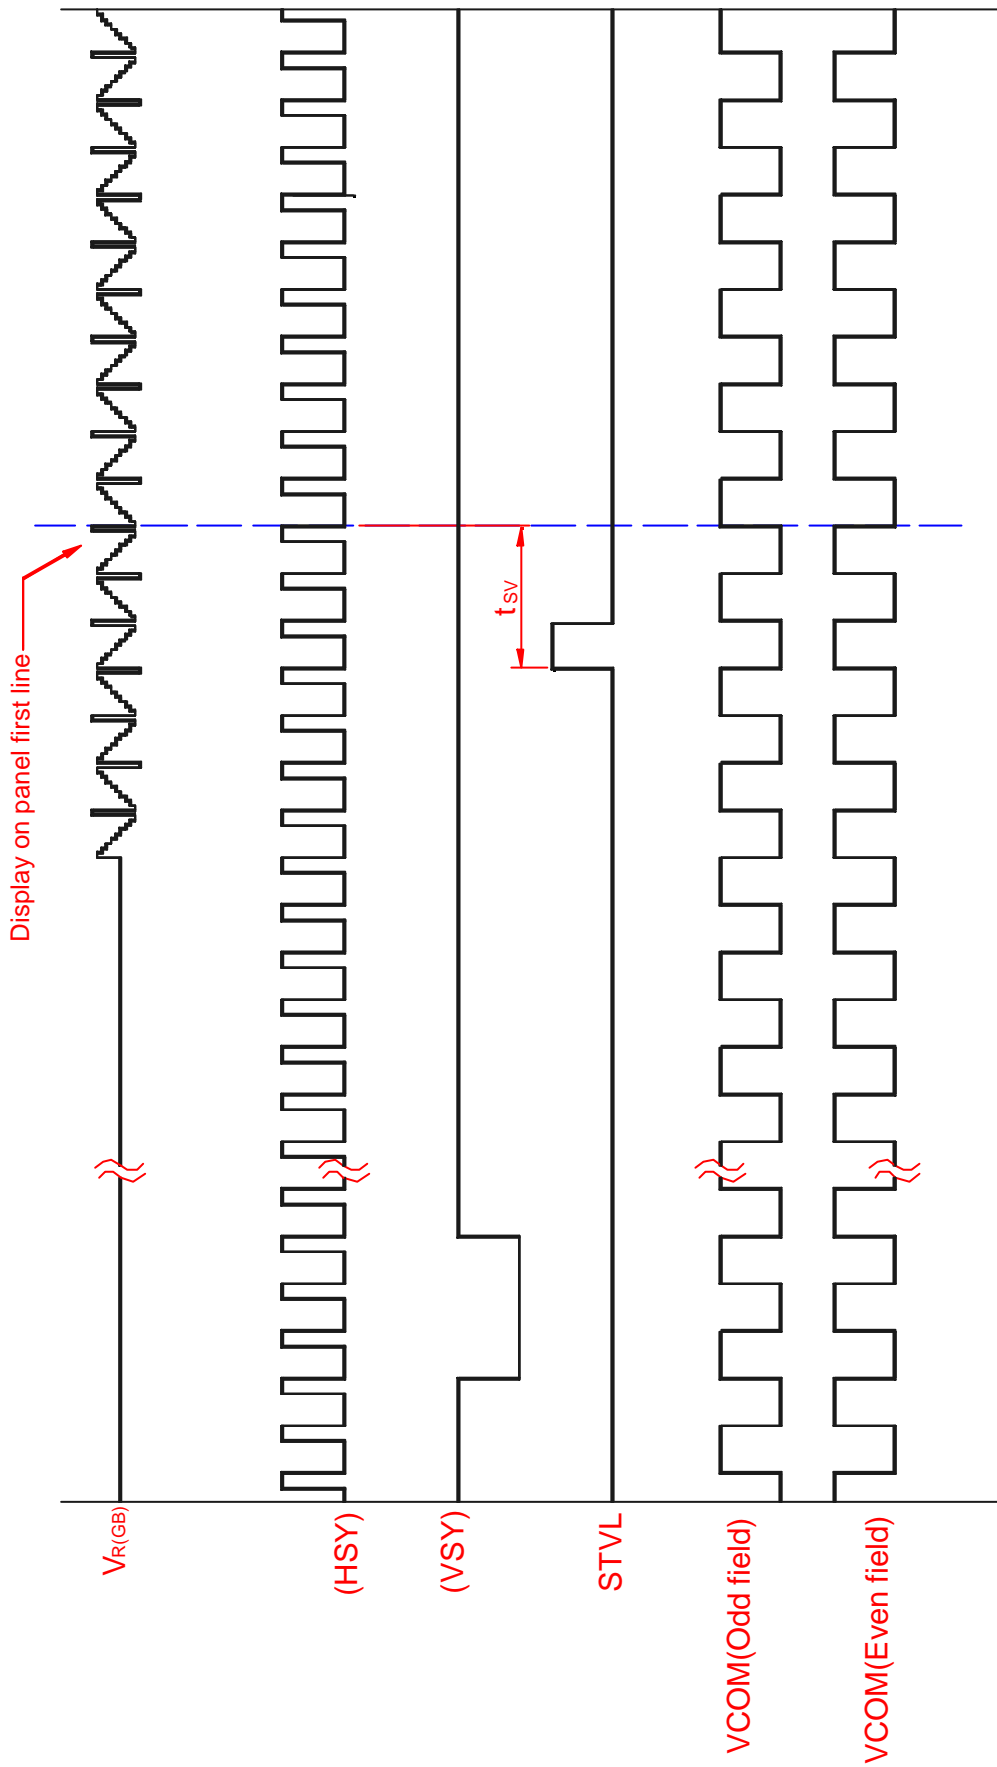 Display on panel first line
VR(GB)
(HSY)
(VSY)
tSV
STVL
VCOM(Odd field)
VCOM(Even field)